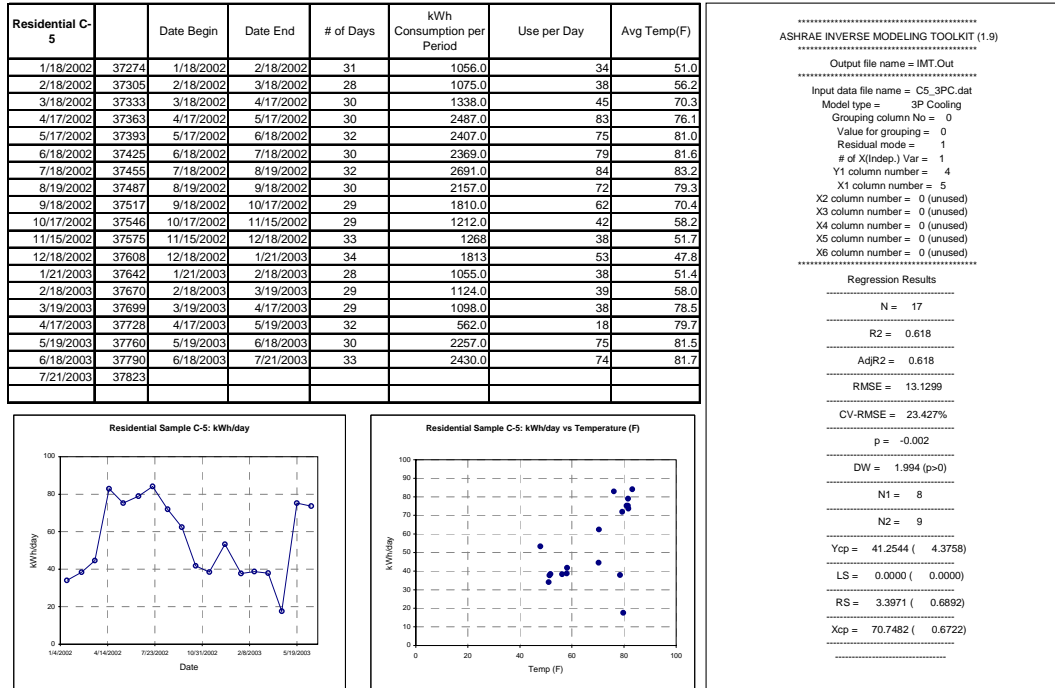 Residential C-5 Date Begin Date End # of Days kWh Consumption per Period Use per Day Avg Temp(F)
1/18/2002 37274 1/18/2002 2/18/2002 31 1056.0 34 51.0
2/18/2002 37305 2/18/2002 3/18/2002 28 1075.0 38 56.2
3/18/2002 37333 3/18/2002 4/17/2002 30 1338.0 45 70.3
4/17/2002 37363 4/17/2002 5/17/2002 30 2487.0 83 76.1
5/17/2002 37393 5/17/2002 6/18/2002 32 2407.0 75 81.0
6/18/2002 37425 6/18/2002 7/18/2002 30 2369.0 79 81.6
7/18/2002 37455 7/18/2002 8/19/2002 32 2691.0 84 83.2
8/19/2002 37487 8/19/2002 9/18/2002 30 2157.0 72 79.3
9/18/2002 37517 9/18/2002 10/17/2002 29 1810.0 62 70.4
10/17/2002 37546 10/17/2002 11/15/2002 29 1212.0 42 58.2
11/15/2002 37575 11/15/2002 12/18/2002 33 1268 38 51.7
12/18/2002 37608 12/18/2002 1/21/2003 34 1813 53 47.8
1/21/2003 37642 1/21/2003 2/18/2003 28 1055.0 38 51.4
2/18/2003 37670 2/18/2003 3/19/2003 29 1124.0 39 58.0
3/19/2003 37699 3/19/2003 4/17/2003 29 1098.0 38 78.5
4/17/2003 37728 4/17/2003 5/19/2003 32 562.0 18 79.7
5/19/2003 37760 5/19/2003 6/18/2003 30 2257.0 75 81.5
6/18/2003 37790 6/18/2003 7/21/2003 33 2430.0 74 81.7
7/21/2003 37823
Residential Sample C-5: kWh/day
100
80
60
40
20
0
kWh/day
1/4/2002 4/14/2002 7/23/2002 10/31/2002 2/8/2003 5/19/2003
Date
Residential Sample C-5: kWh/day vs Temperature (F)
100
90
80
70
60
50
40
30
20
10
0
kWh/day
0 20 40 60 80 100
Temp (F)
********************************************
ASHRAE INVERSE MODELING TOOLKIT (1.9)
********************************************
Output file name = IMT.Out
********************************************
Input data file name = C5_3PC.dat
Model type = 3P Cooling
Grouping column No = 0
Value for grouping = 0
Residual mode = 1
# of X(Indep.) Var = 1
Y1 column number = 4
X1 column number = 5
X2 column number = 0 (unused)
X3 column number = 0 (unused)
X4 column number = 0 (unused)
X5 column number = 0 (unused)
X6 column number = 0 (unused)
********************************************
Regression Results
--------------------------------------
N = 17
--------------------------------------
R2 = 0.618
--------------------------------------
AdjR2 = 0.618
--------------------------------------
RMSE = 13.1299
--------------------------------------
CV-RMSE = 23.427%
--------------------------------------
p = -0.002
--------------------------------------
DW = 1.994 (p>0)
--------------------------------------
N1 = 8
--------------------------------------
N2 = 9
--------------------------------------
Ycp = 41.2544 ( 4.3758)
--------------------------------------
LS = 0.0000 ( 0.0000)
--------------------------------------
RS = 3.3971 ( 0.6892)
--------------------------------------
Xcp = 70.7482 ( 0.6722)
--------------------------------------
---------------------------------